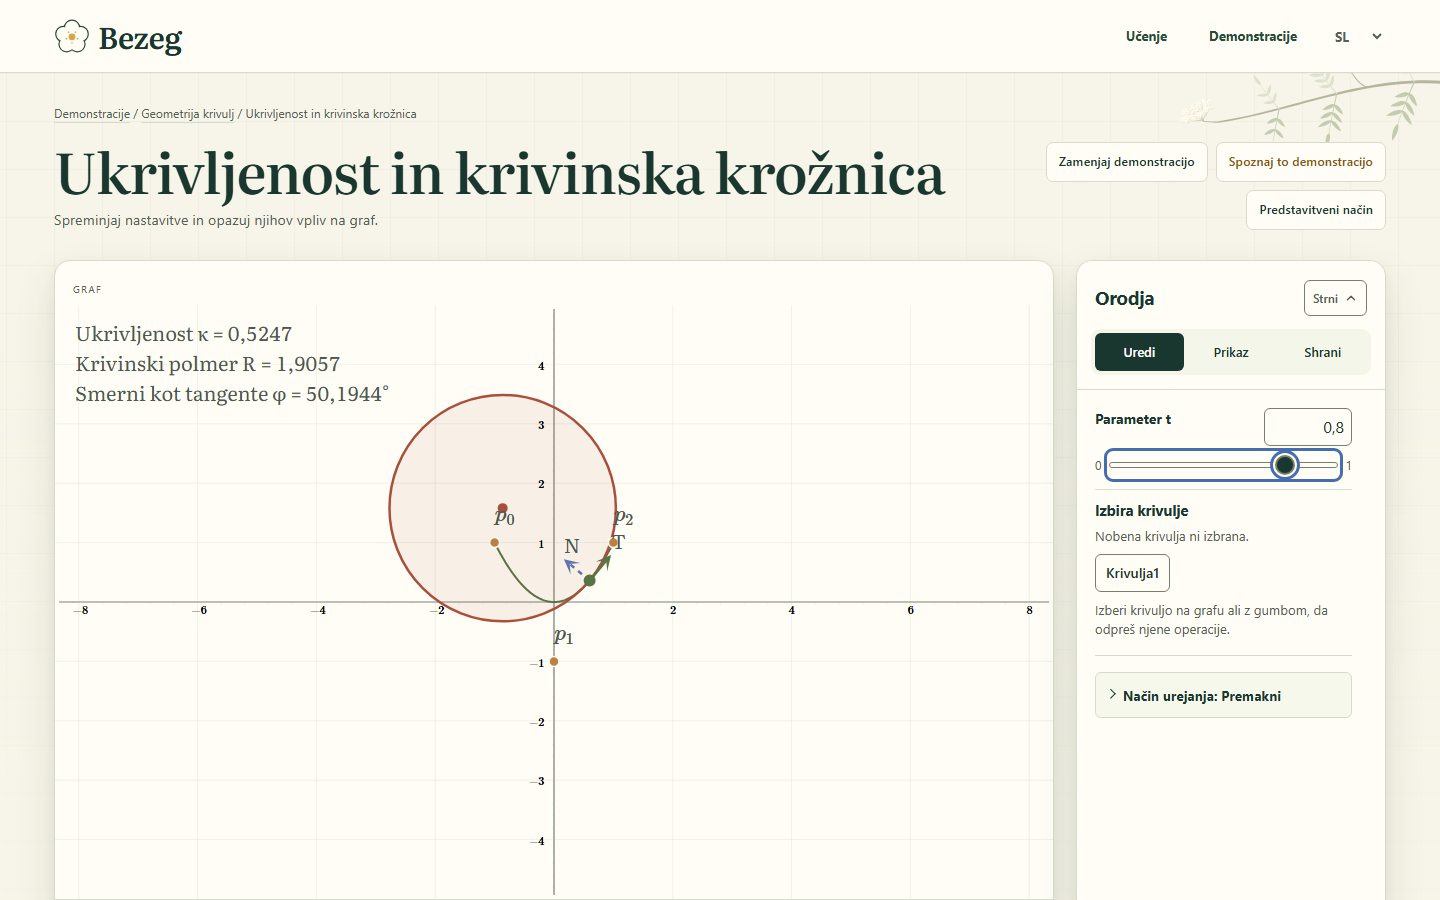 Bezeg
Učenje
Demonstracije
SL
Demonstracije / Geometrija krivulj / Ukrivljenost in krivinska krožnica
Ukrivljenost in krivinska krožnica
Spreminjaj nastavitve in opazuj njihov vpliv na graf.
Zamenjaj demonstracijo
Spoznaj to demonstracijo
Predstavitveni način
GRAF
Ukrivljenost κ = 0,5247
Krivinski polmer R = 1,9057
Smerni kot tangente φ = 50,1944°
4
3
2
p0
p2
1
N
T
−8
−6
−4
−2
2
4
6
8
p1
−1
−2
−3
−4
Orodja
Strni
Uredi
Prikaz
Shrani
Parameter t
0,8
0
1
Izbira krivulje
Nobena krivulja ni izbrana.
Krivulja1
Izberi krivuljo na grafu ali z gumbom, da
odpreš njene operacije.
Način urejanja: Premakni